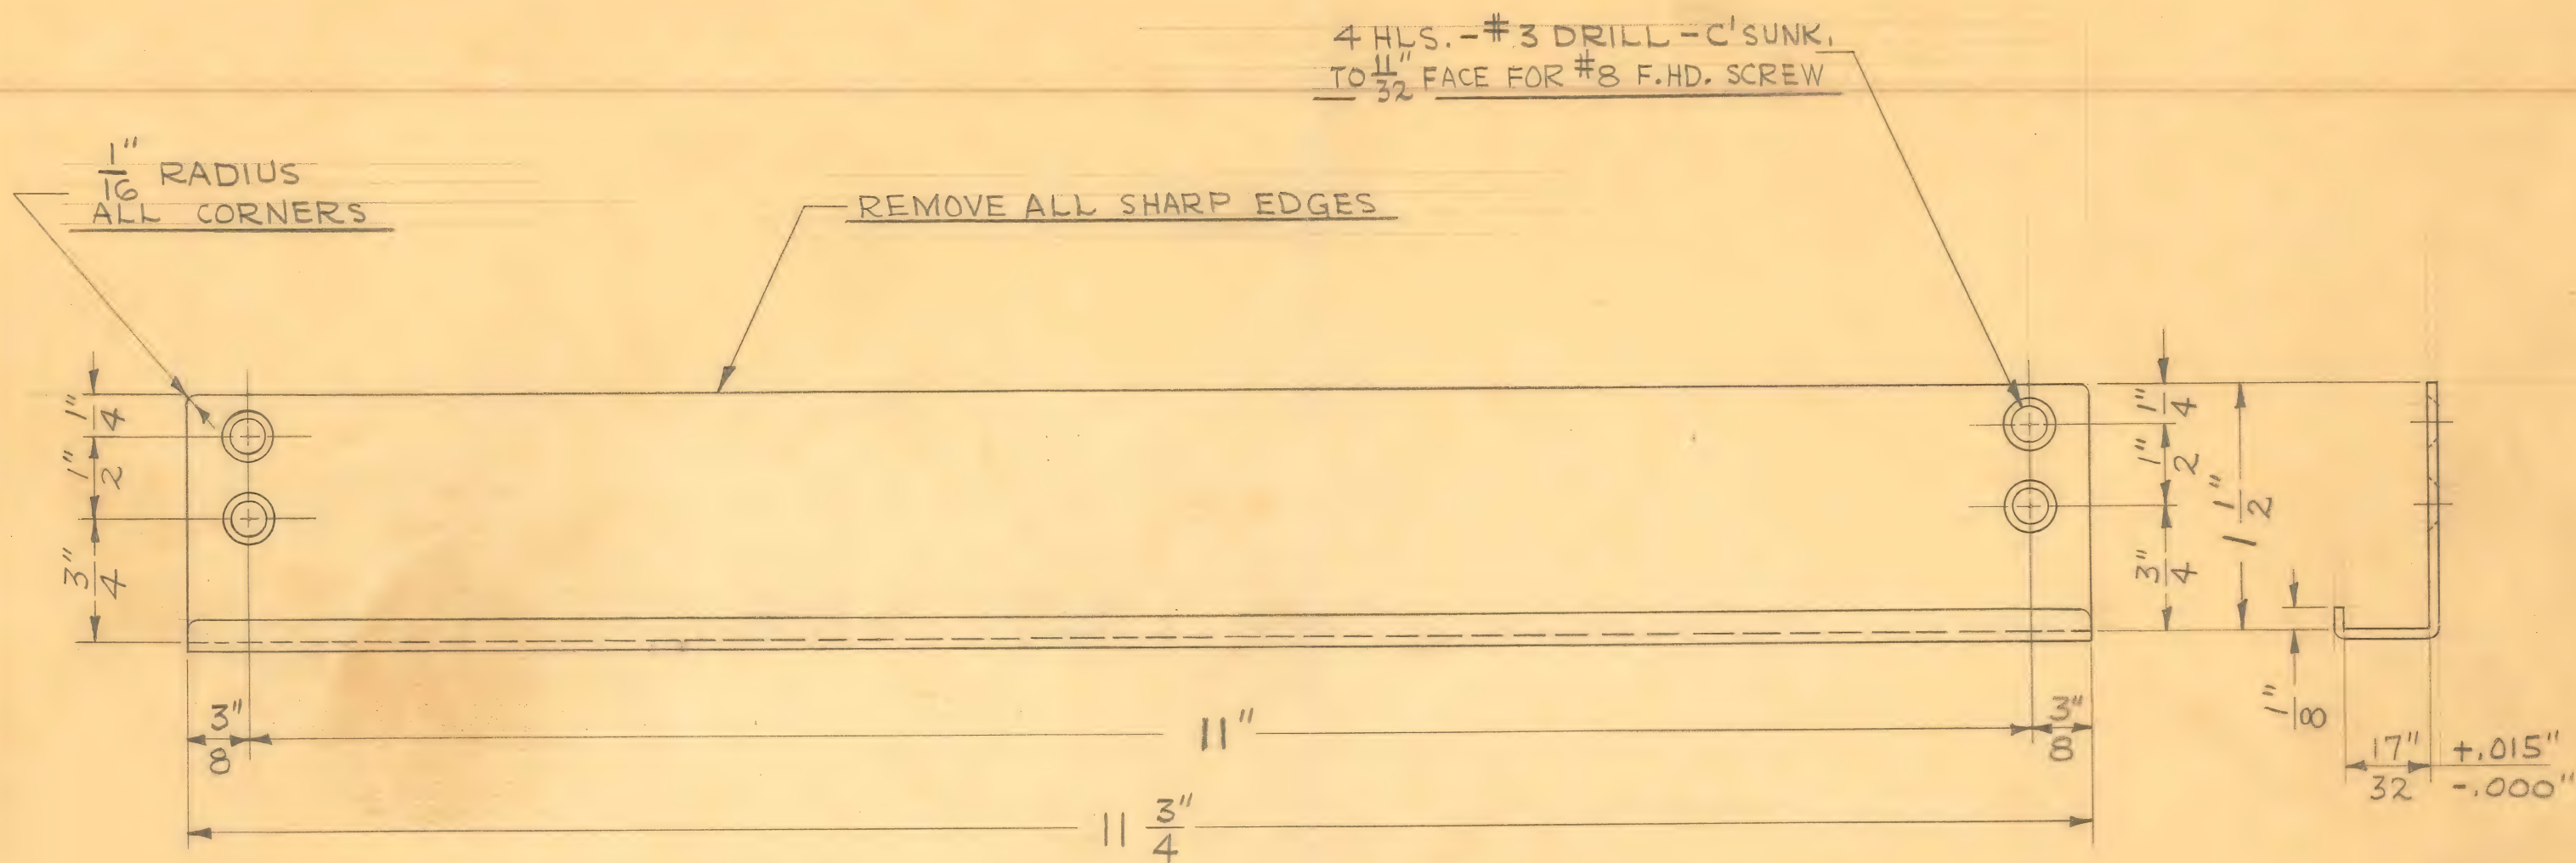 4 HLS. - #3 DRILL - C'SUNK,
TO 11/32" FACE FOR #8 F.HD. SCREW
1/16" RADIUS
ALL CORNERS
REMOVE ALL SHARP EDGES
1/4"
1/2"
3/4"
1/4"
1/2"
3/4"
1 1/2"
1/8"
17/32" +.015"
-.000"
3/8"
11"
3/8"
11 3/4"